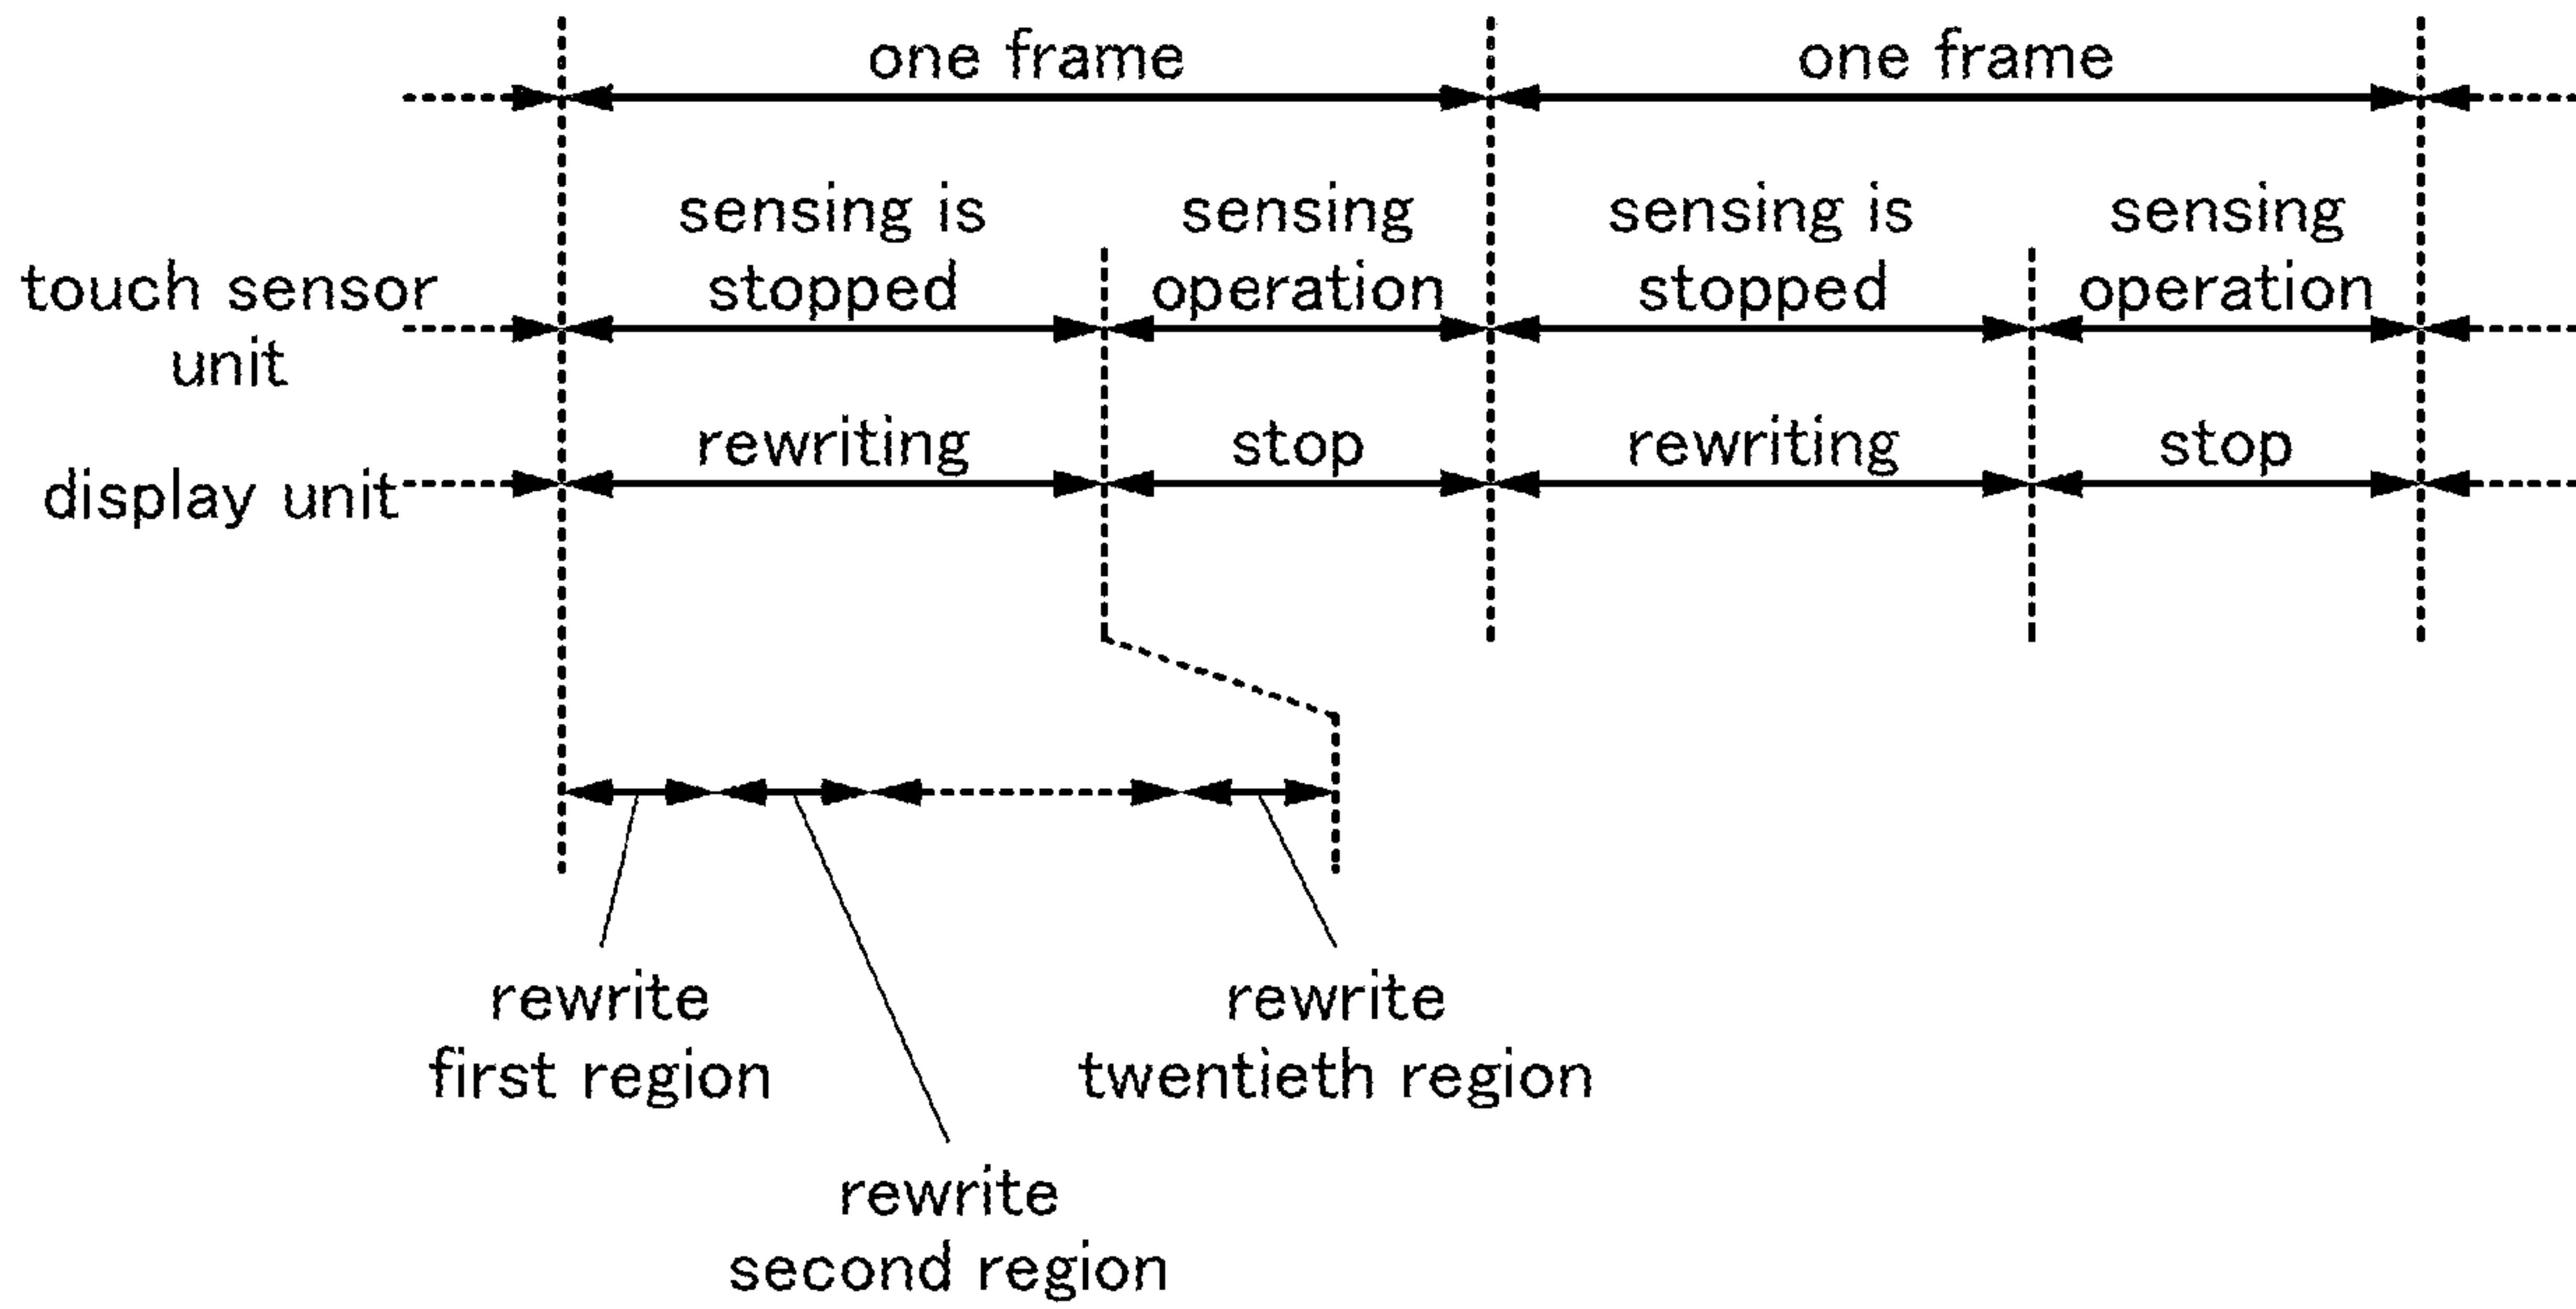 one frame
one frame
sensing is
stopped
sensing
operation
sensing is
stopped
sensing
operation
touch sensor
unit
rewriting
stop
rewriting
stop
display unit
rewrite
first region
rewrite
second region
rewrite
twentieth region